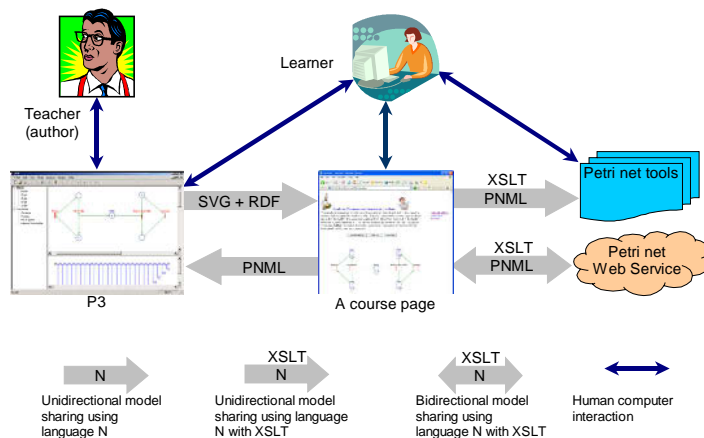 Learner
Teacher
(author)
SVG + RDF
XSLT
PNML
Petri net tools
PNML
XSLT
PNML
Petri net
Web Service
P3
A course page
N
XSLT
N
XSLT
N
Unidirectional model
sharing using
language N
Unidirectional model
sharing using language
N with XSLT
Bidirectional model
sharing using
language N with XSLT
Human computer
interaction